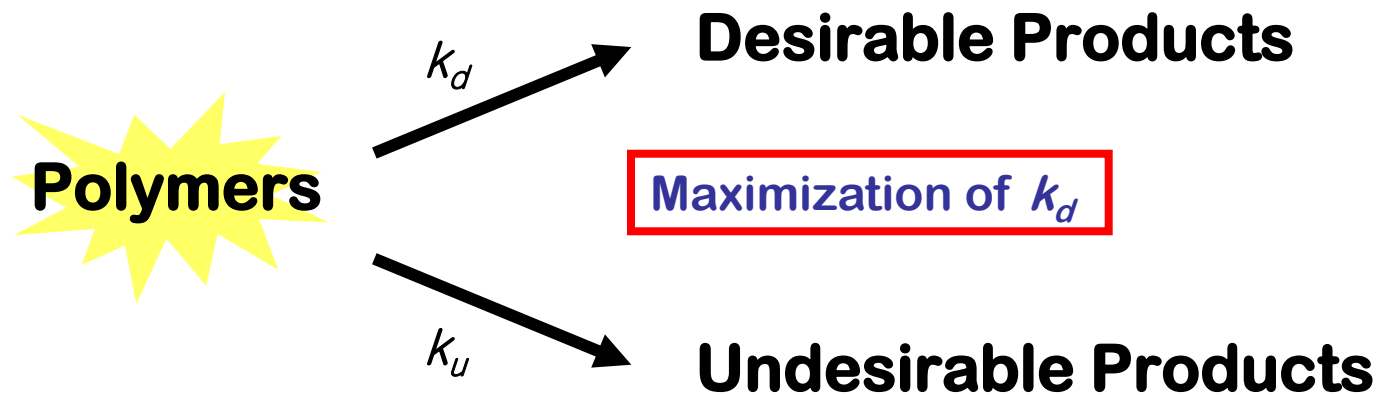 Desirable Products
k_d
Polymers
Maximization of k_d
k_u
Undesirable Products